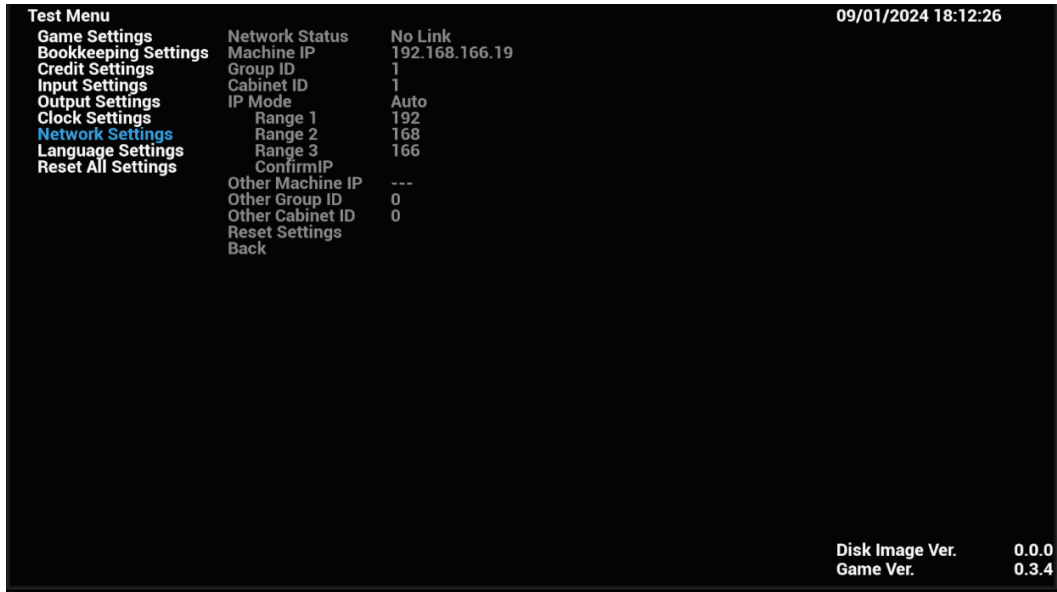 Test Menu 09/01/2024 18:12:26
Game Settings Network Status No Link
Bookkeeping Settings Machine IP 192.168.166.19
Credit Settings Group ID 1
Input Settings Cabinet ID 1
Output Settings IP Mode Auto
Clock Settings Range 1 192
Network Settings Range 2 168
Language Settings Range 3 166
Reset All Settings ConfirmIP
Other Machine IP ---
Other Group ID 0
Other Cabinet ID 0
Reset Settings
Back
Disk Image Ver. 0.0.0
Game Ver. 0.3.4